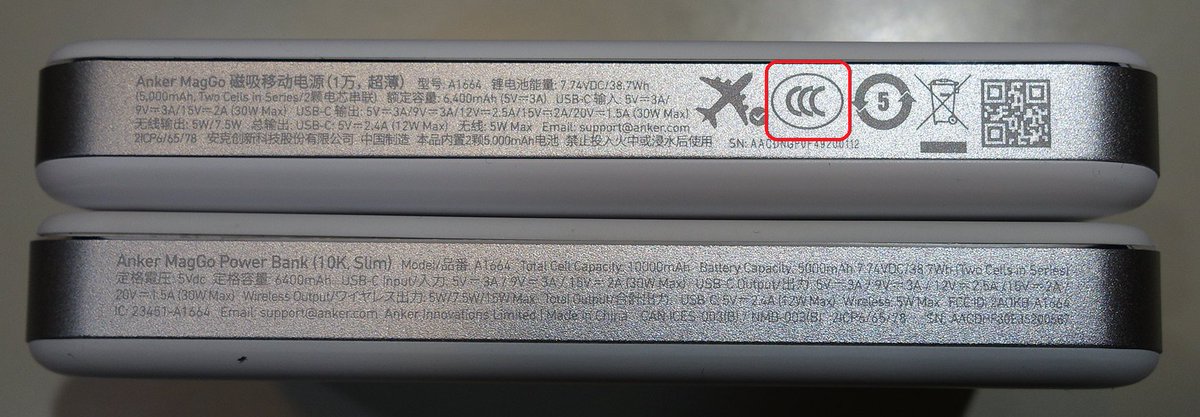 Anker MagGo 磁吸移动电源(1万, 超薄) 型号: A1664 锂电池能量: 7.74VDC/38.7Wh
(5,000mAh, Two Cells in Series/2颗电芯串联) 额定容量: 6,400mAh (5V⎓3A) USB-C 输入: 5V⎓3A/
9V⎓3A/15V⎓2A (30W Max) USB-C 输出: 5V⎓3A/9V⎓3A/12V⎓2.5A/15V⎓2A/20V⎓1.5A (30W Max)
无线输出: 5W/7.5W 总输出: USB-C: 5V⎓2.4A (12W Max) 无线: 5W Max Email: support@anker.com
2ICP6/65/78 安克创新科技股份有限公司 中国制造 本品内置2颗5,000mAh电池 禁止投入火中或浸水后使用 SN:
CCC
5
Anker MagGo Power Bank (10K, Slim) Model/品番: A1664 Total Cell Capacity: 10000mAh Battery Capacity: 5000mAh 7.74VDC/38.7Wh (Two Cells in Series)
定格電圧: 5Vdc 定格容量: 6400mAh USB-C Input/入力: 5V⎓3A / 9V⎓3A / 15V⎓2A (30W Max) USB-C Output/出力: 5V⎓3A / 9V⎓3A / 12V⎓2.5A /15V⎓2A /
20V⎓1.5A (30W Max) Wireless Output/ワイヤレス出力: 5W/7.5W/15W Max Total Output/合計出力: USB-C: 5V⎓2.4A (12W Max) Wireless: 5W Max FCC ID: 2AOKB-A1664
IC: 23451-A1664 Email: support@anker.com Anker Innovations Limited | Made in China CAN ICES-003(B) / NMB-003(B) 2ICP6/65/78 SN: